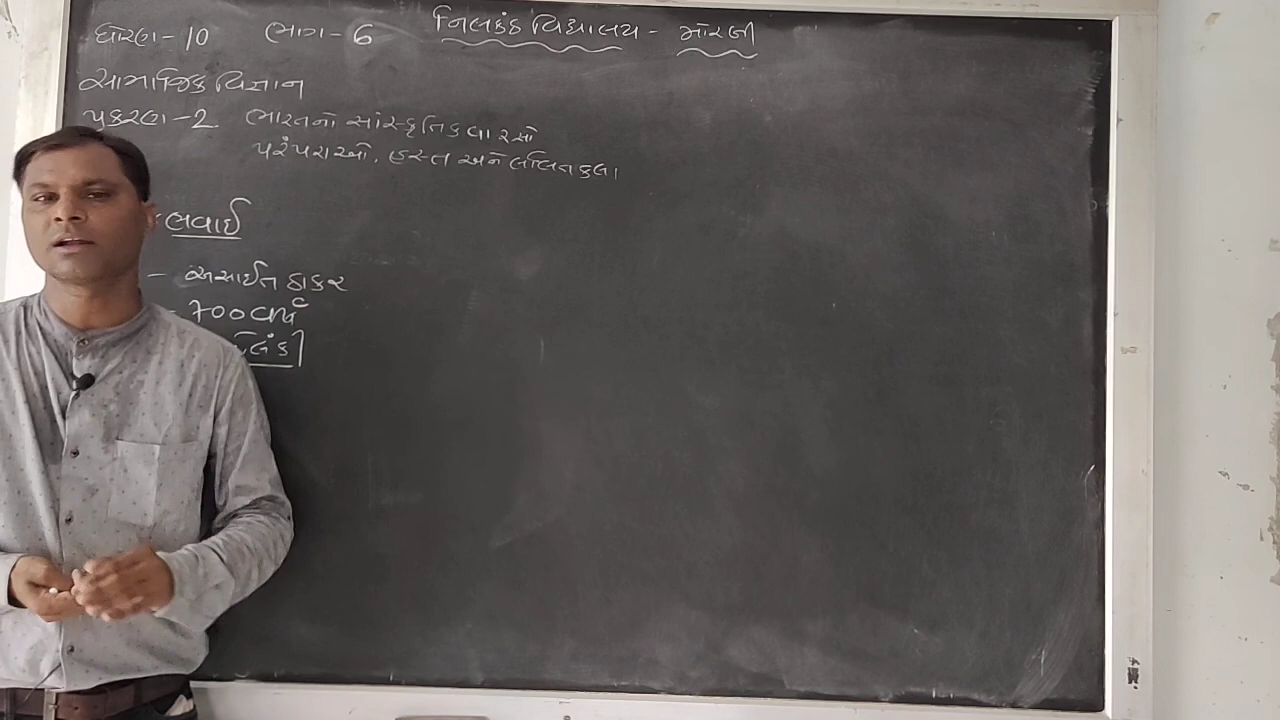 ધોરણ-10 ભાગ-6 નિલકંઠ વિદ્યાલય - મોરબી
સામાજિક વિજ્ઞાન
પ્રકરણ-2. ભારતનો સાંસ્કૃતિક વારસો
પરંપરાઓ. હસ્ત અને લલિતકલા
ભવાઈ
- અસાઈત ઠાકર
- 700 વર્ષ